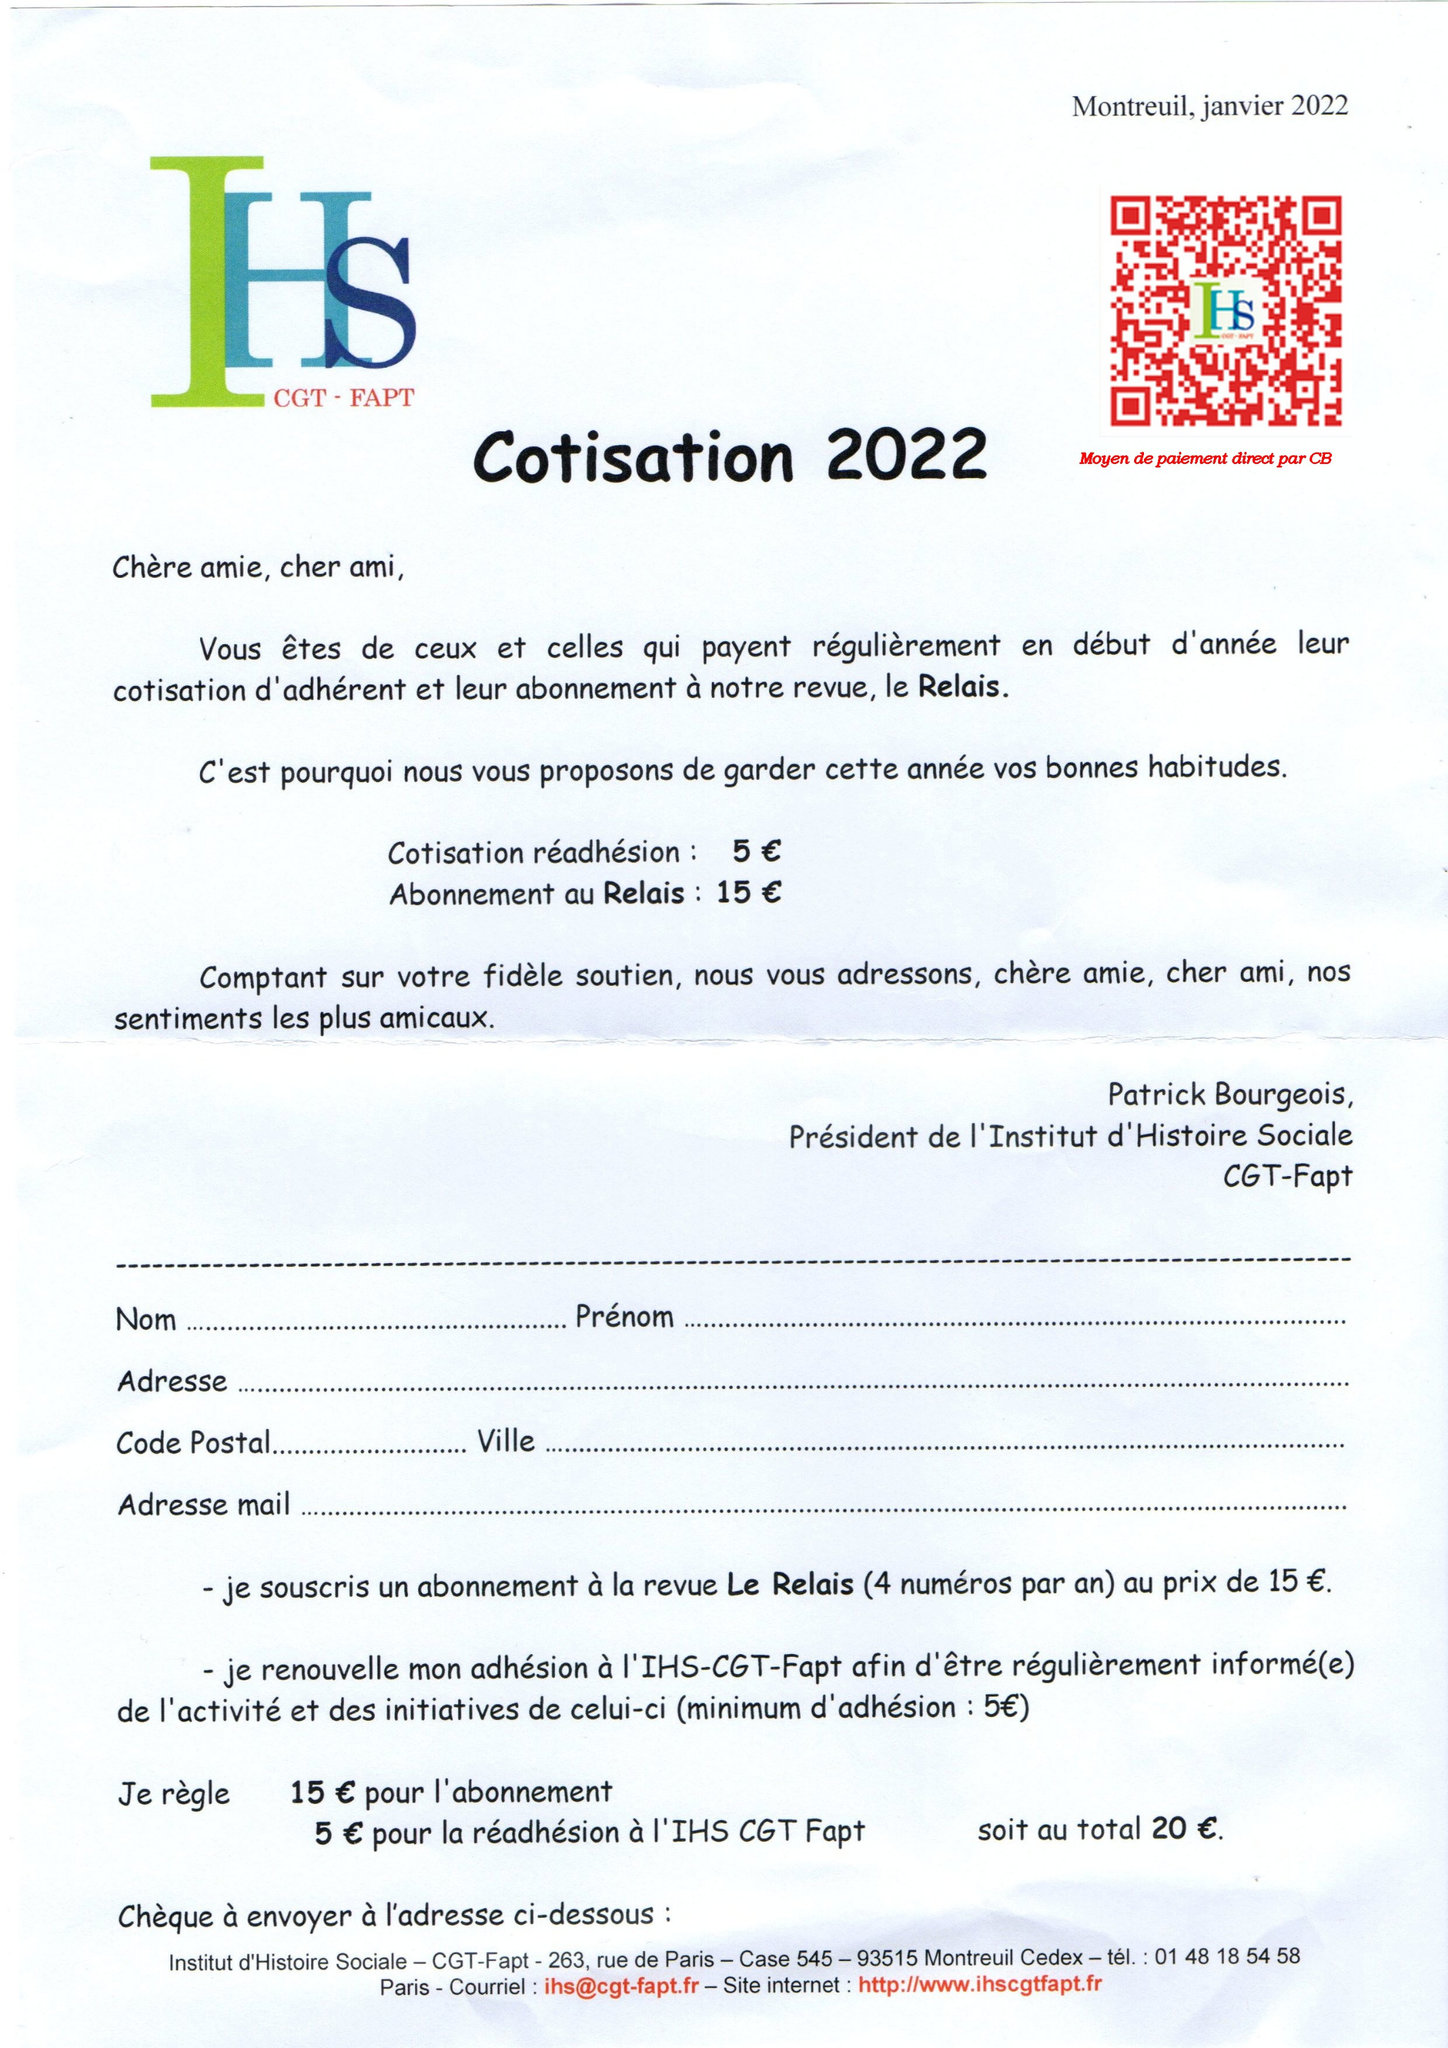 Montreuil, janvier 2022
IHS
CGT - FAPT
IHS
CGT - FAPT
Moyen de paiement direct par CB
Cotisation 2022
Chère amie, cher ami,
Vous êtes de ceux et celles qui payent régulièrement en début d'année leur
cotisation d'adhérent et leur abonnement à notre revue, le Relais.
C'est pourquoi nous vous proposons de garder cette année vos bonnes habitudes.
Cotisation réadhésion : 5 €
Abonnement au Relais : 15 €
Comptant sur votre fidèle soutien, nous vous adressons, chère amie, cher ami, nos
sentiments les plus amicaux.
Patrick Bourgeois,
Président de l'Institut d'Histoire Sociale
CGT-Fapt
Nom ................................................ Prénom ................................................
Adresse ................................................
Code Postal......................... Ville ................................................
Adresse mail ................................................
- je souscris un abonnement à la revue Le Relais (4 numéros par an) au prix de 15 €.
- je renouvelle mon adhésion à l'IHS-CGT-Fapt afin d'être régulièrement informé(e)
de l'activité et des initiatives de celui-ci (minimum d'adhésion : 5€)
Je règle 15 € pour l'abonnement
5 € pour la réadhésion à l'IHS CGT Fapt soit au total 20 €.
Chèque à envoyer à l'adresse ci-dessous :
Institut d'Histoire Sociale – CGT-Fapt - 263, rue de Paris – Case 545 – 93515 Montreuil Cedex – tél. : 01 48 18 54 58
Paris - Courriel : ihs@cgt-fapt.fr – Site internet : http://www.ihscgtfapt.fr